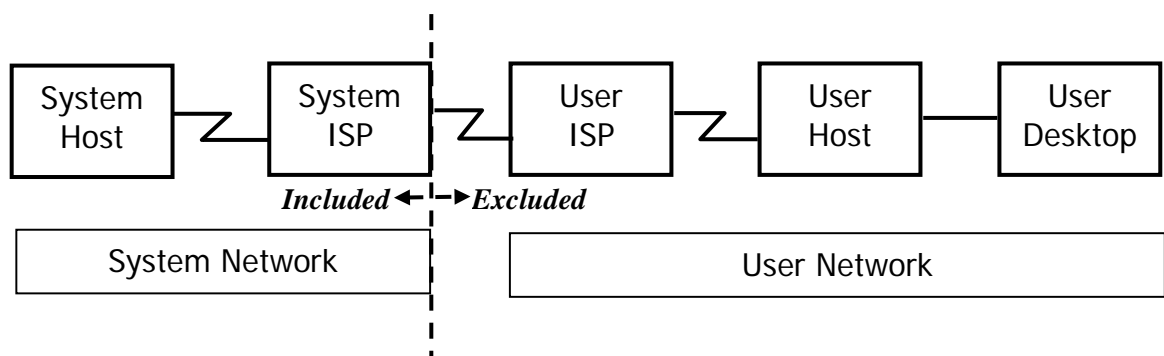 System
Host
System
ISP
User
ISP
User
Host
User
Desktop
Included
Excluded
System Network
User Network